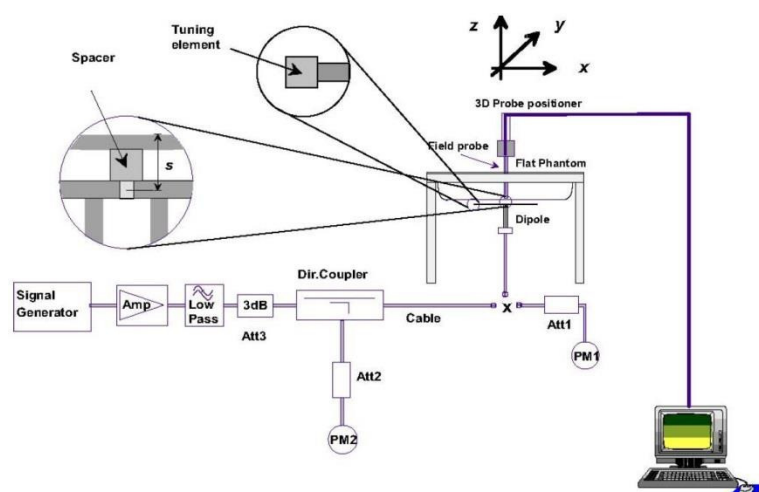 Tuning
element
Spacer
z
y
x
s
3D Probe positioner
Field probe
Flat Phantom
Dipole
Dir.Coupler
Signal
Generator
Amp
Low
Pass
3dB
Att3
Cable
x
Att1
PM1
Att2
PM2